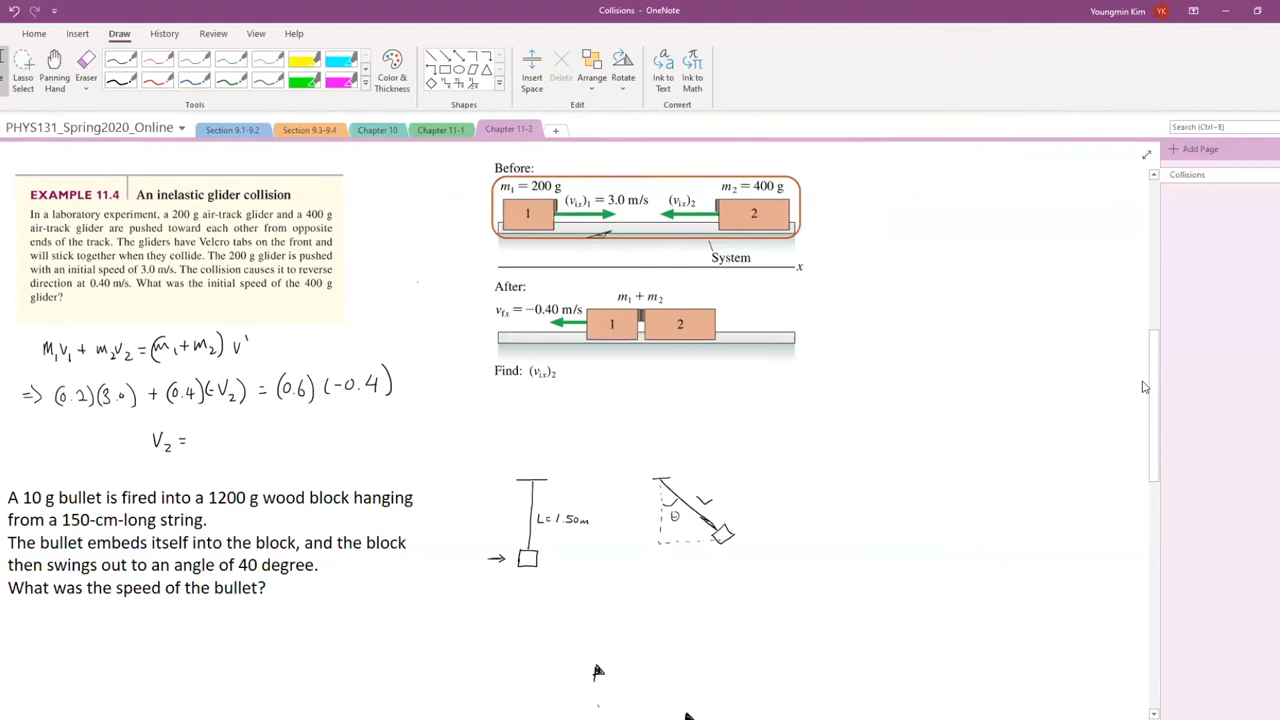 Collisions - OneNote
Youngmin Kim YK
Home Insert Draw History Review View Help
Lasso Select Panning Hand Eraser Color & Thickness Insert Space Delete Arrange Rotate Ink to Text Ink to Math
Tools Shapes Edit Convert
PHYS131_Spring2020_Online Section 9.1-9.2 Section 9.3-9.4 Chapter 10 Chapter 11-1 Chapter 11-2 + Search (Ctrl+E)
+ Add Page
Collisions
EXAMPLE 11.4 An inelastic glider collision
In a laboratory experiment, a 200 g air-track glider and a 400 g
air-track glider are pushed toward each other from opposite
ends of the track. The gliders have Velcro tabs on the front and
will stick together when they collide. The 200 g glider is pushed
with an initial speed of 3.0 m/s. The collision causes it to reverse
direction at 0.40 m/s. What was the initial speed of the 400 g
glider?
Before:
m₁ = 200 g m₂ = 400 g
(vᵢₓ)₁ = 3.0 m/s (vᵢₓ)₂
1 2
System
x
After:
m₁ + m₂
v_fx = −0.40 m/s
1 2
Find: (vᵢₓ)₂
m₁v₁ + m₂v₂ = (m₁+m₂) v'
=> (0.2)(3.0) + (0.4)(-V₂) = (0.6)(-0.4)
V₂ =
A 10 g bullet is fired into a 1200 g wood block hanging
from a 150-cm-long string.
The bullet embeds itself into the block, and the block
then swings out to an angle of 40 degree.
What was the speed of the bullet?
L=1.50m
θ L